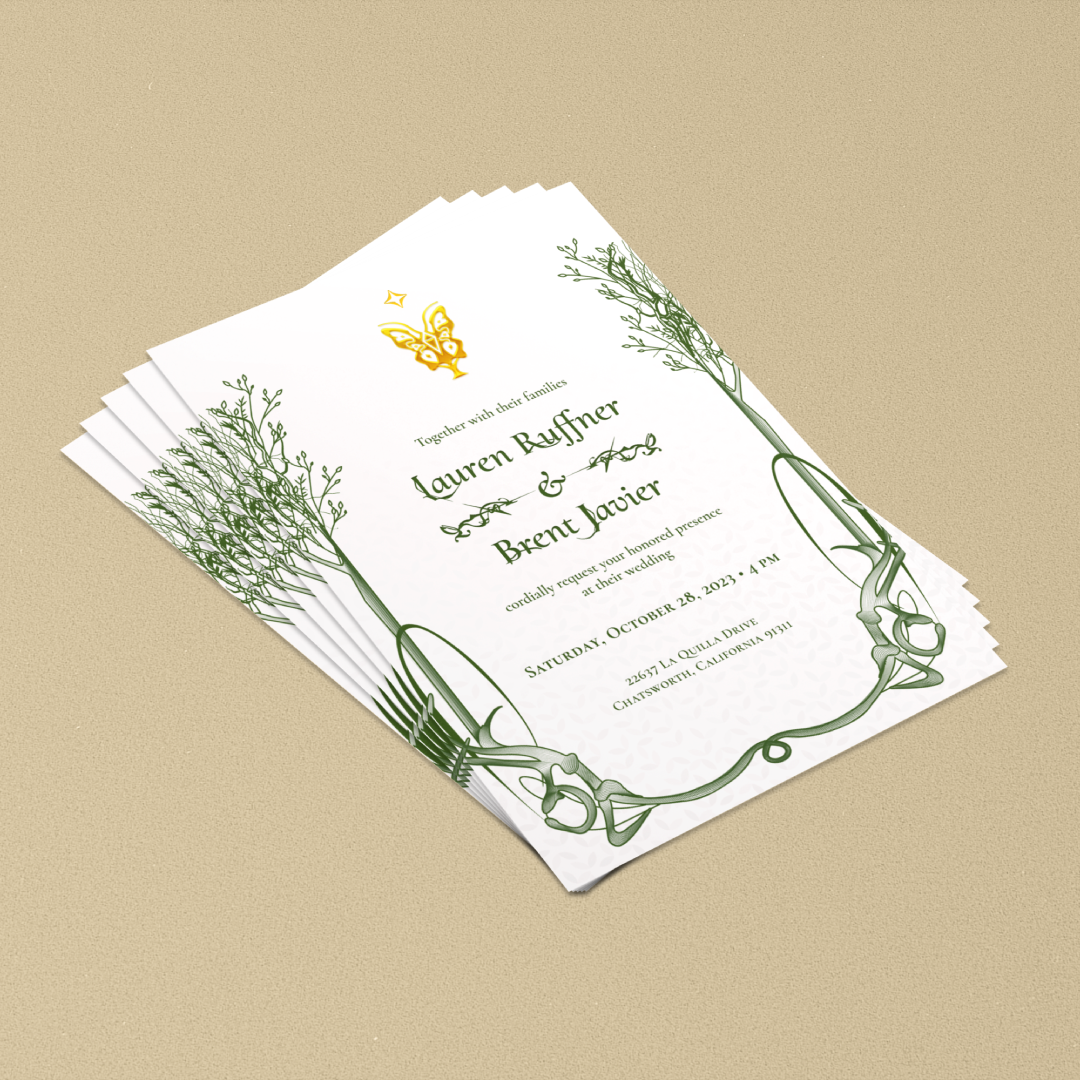 Together with their families
Lauren Ruffner
&
Brent Javier
cordially request your honored presence
at their wedding
Saturday, October 28, 2023 • 4 pm
22637 La Quilla Drive
Chatsworth, California 91311